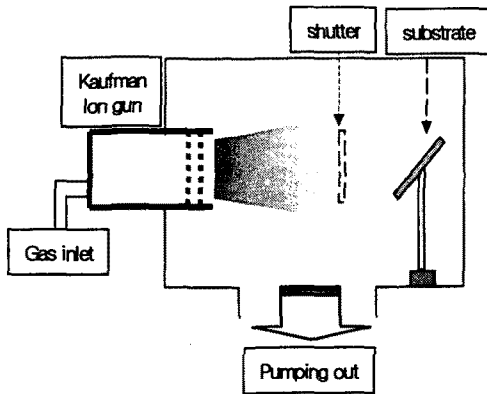 shutter
substrate
Kaufman
Ion gun
Gas inlet
Pumping out